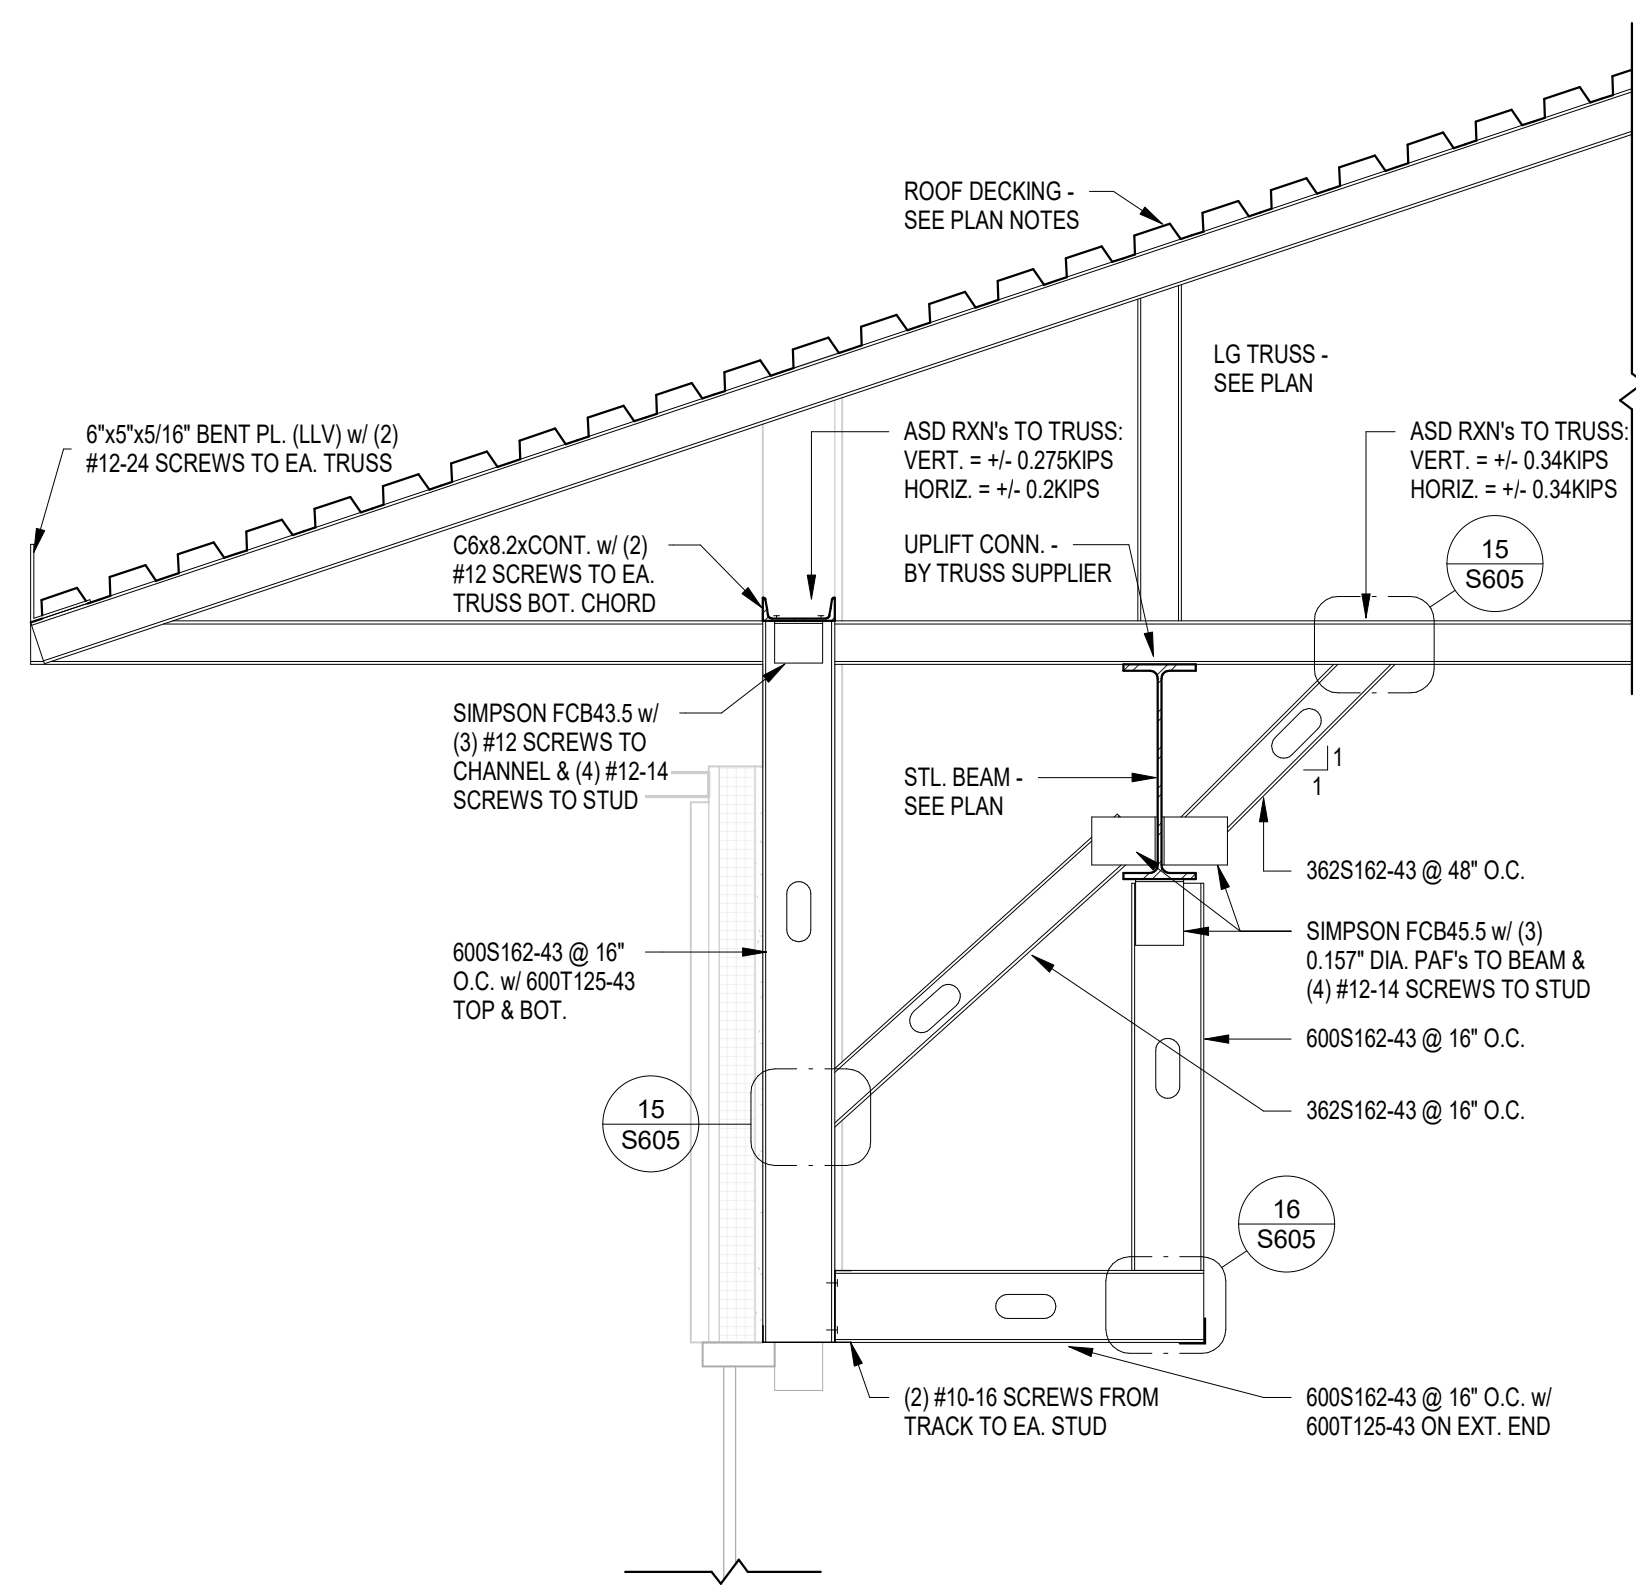 ROOF DECKING -
SEE PLAN NOTES
LG TRUSS -
SEE PLAN
6"x5"x5/16" BENT PL. (LLV) w/ (2)
#12-24 SCREWS TO EA. TRUSS
ASD RXN's TO TRUSS:
VERT. = +/- 0.275KIPS
HORIZ. = +/- 0.2KIPS
ASD RXN's TO TRUSS:
VERT. = +/- 0.34KIPS
HORIZ. = +/- 0.34KIPS
C6x8.2xCONT. w/ (2)
#12 SCREWS TO EA.
TRUSS BOT. CHORD
UPLIFT CONN. -
BY TRUSS SUPPLIER
15
S605
SIMPSON FCB43.5 w/
(3) #12 SCREWS TO
CHANNEL & (4) #12-14
SCREWS TO STUD
STL. BEAM -
SEE PLAN
1
1
362S162-43 @ 48" O.C.
600S162-43 @ 16"
O.C. w/ 600T125-43
TOP & BOT.
SIMPSON FCB45.5 w/ (3)
0.157" DIA. PAF's TO BEAM &
(4) #12-14 SCREWS TO STUD
600S162-43 @ 16" O.C.
362S162-43 @ 16" O.C.
15
S605
16
S605
(2) #10-16 SCREWS FROM
TRACK TO EA. STUD
600S162-43 @ 16" O.C. w/
600T125-43 ON EXT. END